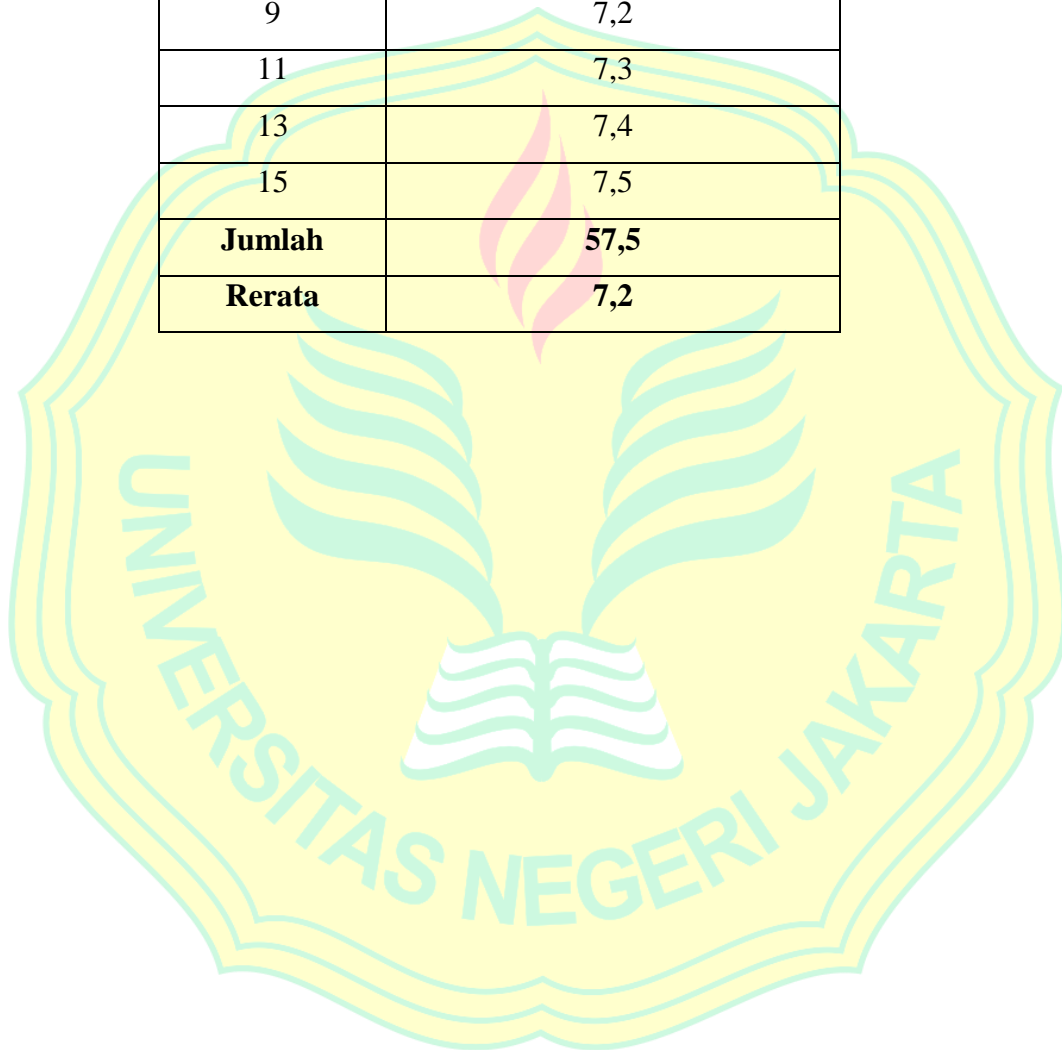 9 7,2
11 7,3
13 7,4
15 7,5
Jumlah 57,5
Rerata 7,2
UNIVERSITAS NEGERI JAKARTA